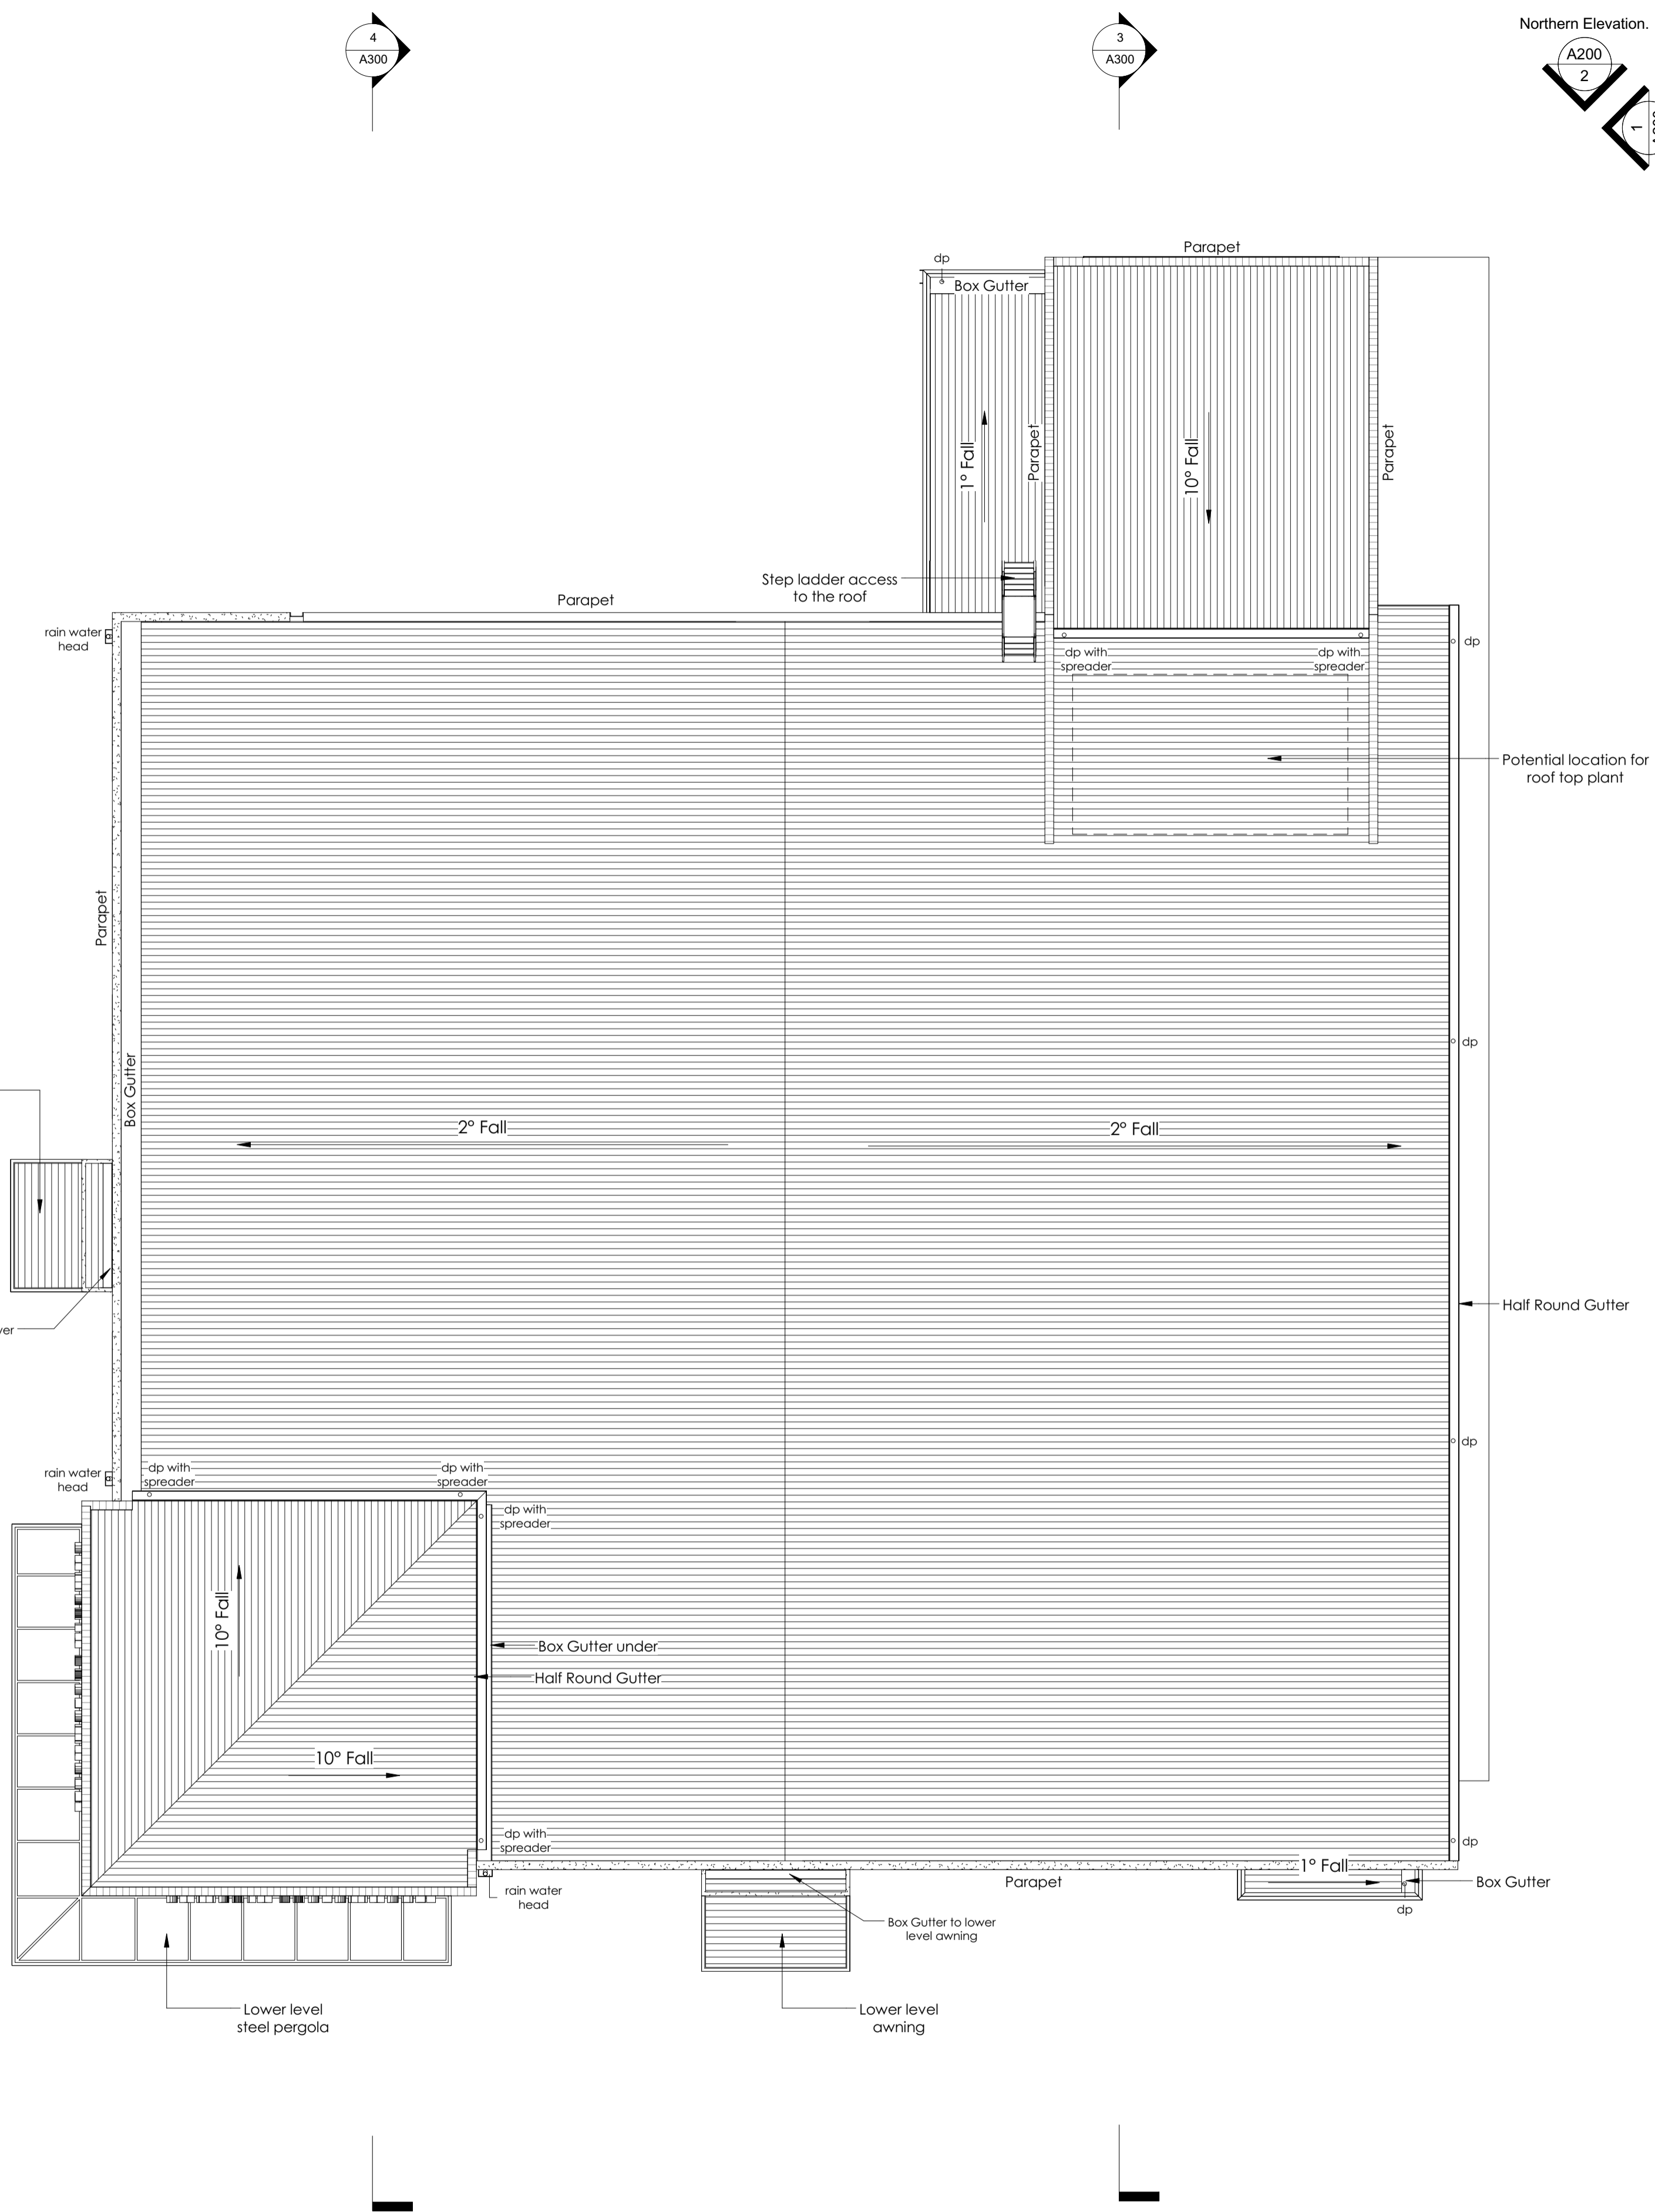 Northern Elevation.
4
A300
3
A300
A200
2
1
Parapet
dp
Box Gutter
1° Fall
Parapet
10° Fall
Parapet
Step ladder access
to the roof
Parapet
rain water
head
dp with
spreader
dp with
spreader
dp
Potential location for
roof top plant
Parapet
Box Gutter
dp
2° Fall
2° Fall
Half Round Gutter
rain water
head
dp with
spreader
dp with
spreader
dp
dp with
spreader
10° Fall
Box Gutter under
Half Round Gutter
10° Fall
dp with
spreader
dp
1° Fall
rain water
head
Parapet
Box Gutter
dp
Box Gutter to lower
level awning
Lower level
steel pergola
Lower level
awning